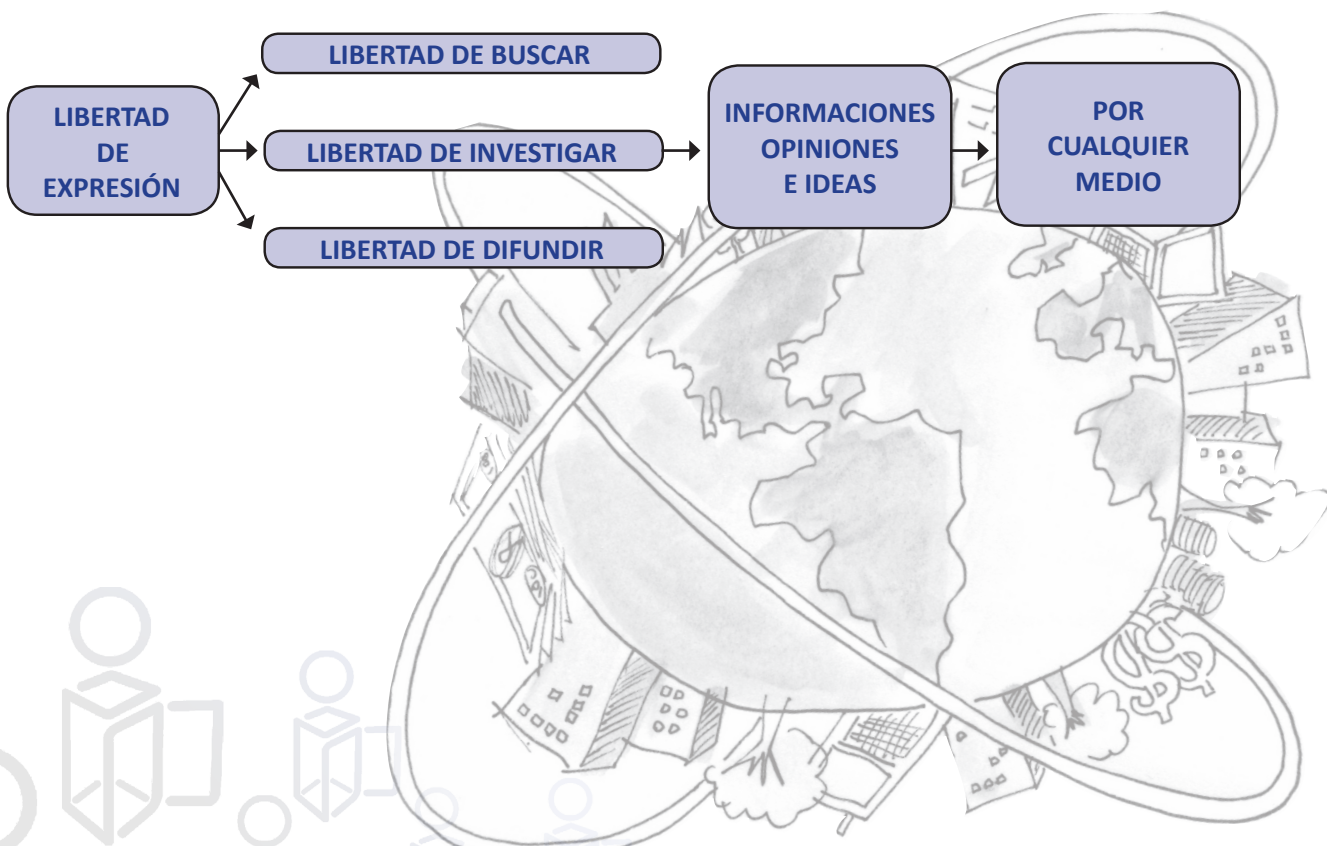 LIBERTAD
DE
EXPRESIÓN
LIBERTAD DE BUSCAR
LIBERTAD DE INVESTIGAR
LIBERTAD DE DIFUNDIR
INFORMACIONES
OPINIONES
E IDEAS
POR
CUALQUIER
MEDIO
$$